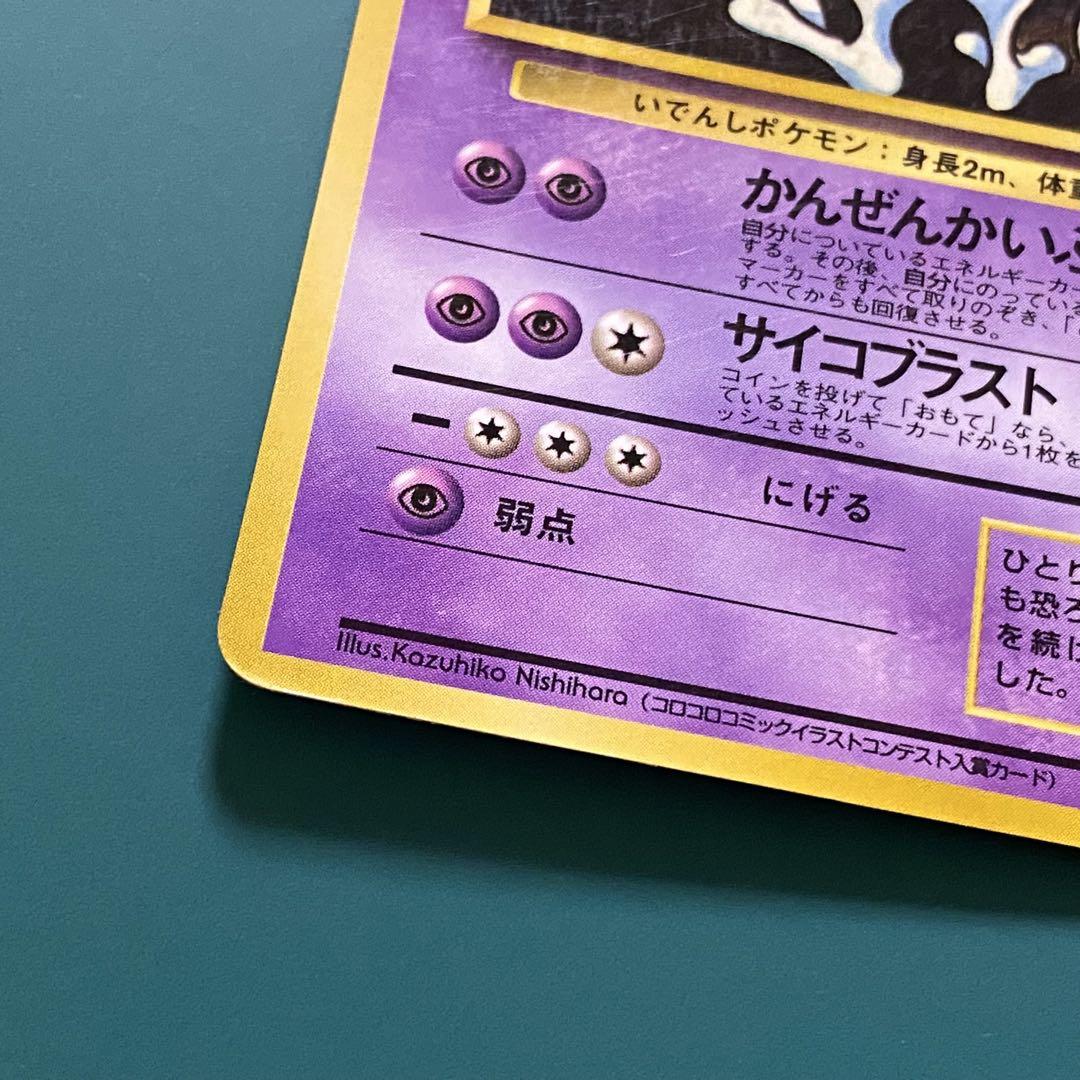 いでんしポケモン：身長2m、体重
かんぜんかいふ
自分についているエネルギーカー
する。その後、自分にのっている
マーカーをすべて取りのぞき、「
すべてからも回復させる。
サイコブラスト
コインを投げて「おもて」なら、
ているエネルギーカードから1枚を
ッシュさせる。
ー
にげる
弱点
ひとり
も恐ろ
を続け
した。
Illus.Kazuhiko Nishihara（コロコロコミックイラストコンテスト入賞カード）